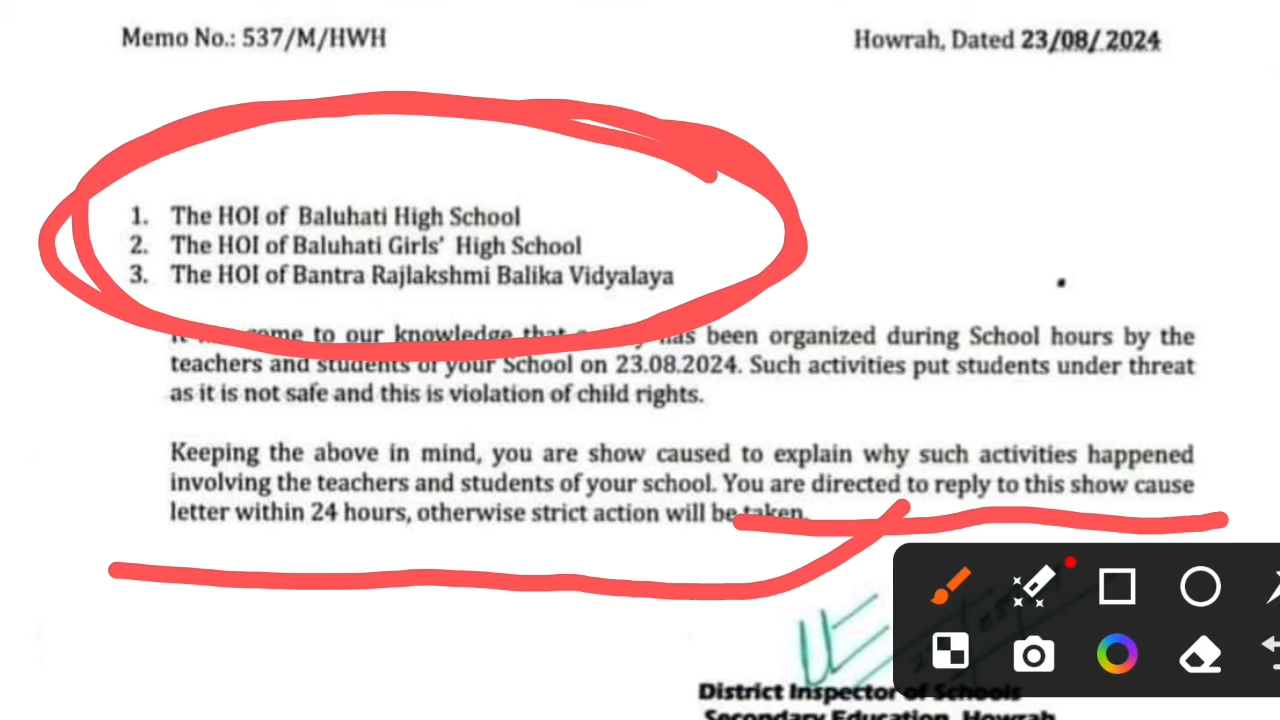 Memo No.: 537/M/HWH
Howrah, Dated 23/08/2024
1. The HOI of Baluhati High School
2. The HOI of Baluhati Girls' High School
3. The HOI of Bantra Rajlakshmi Balika Vidyalaya
come to our knowledge that has been organized during School hours by the
teachers and students of your School on 23.08.2024. Such activities put students under threat
as it is not safe and this is violation of child rights.
Keeping the above in mind, you are show caused to explain why such activities happened
involving the teachers and students of your school. You are directed to reply to this show cause
letter within 24 hours, otherwise strict action will be taken.
District Inspector of Schools
Secondary Education, Howrah